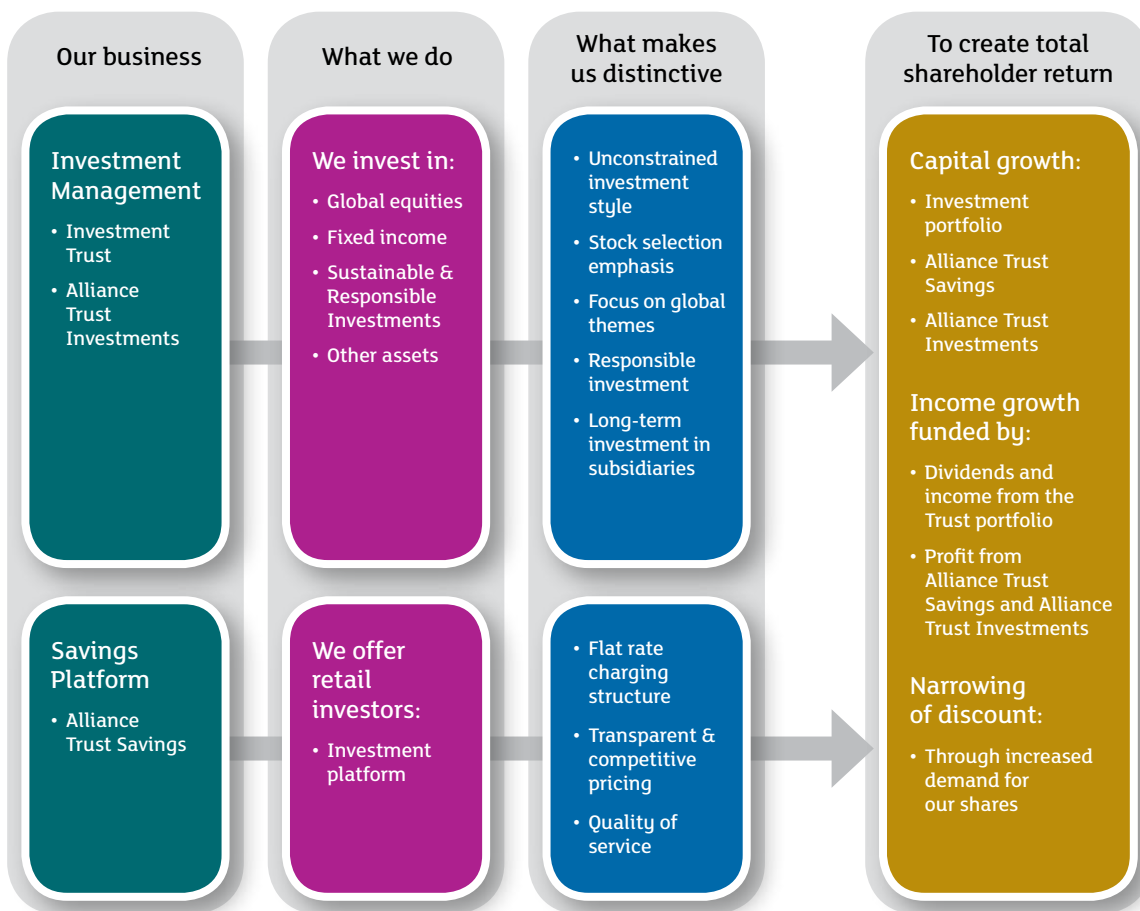 Our business
Investment
Management
• Investment
Trust
• Alliance
Trust
Investments
Savings
Platform
• Alliance
Trust Savings
What we do
We invest in:
• Global equities
• Fixed income
• Sustainable &
Responsible
Investments
• Other assets
We offer
retail
investors:
• Investment
platform
What makes
us distinctive
• Unconstrained
investment
style
• Stock selection
emphasis
• Focus on global
themes
• Responsible
investment
• Long-term
investment in
subsidiaries
• Flat rate
charging
structure
• Transparent &
competitive
pricing
• Quality of
service
To create total
shareholder return
Capital growth:
• Investment
portfolio
• Alliance Trust
Savings
• Alliance Trust
Investments
Income growth
funded by:
• Dividends and
income from the
Trust portfolio
• Profit from
Alliance Trust
Savings and Alliance
Trust Investments
Narrowing
of discount:
• Through increased
demand for
our shares